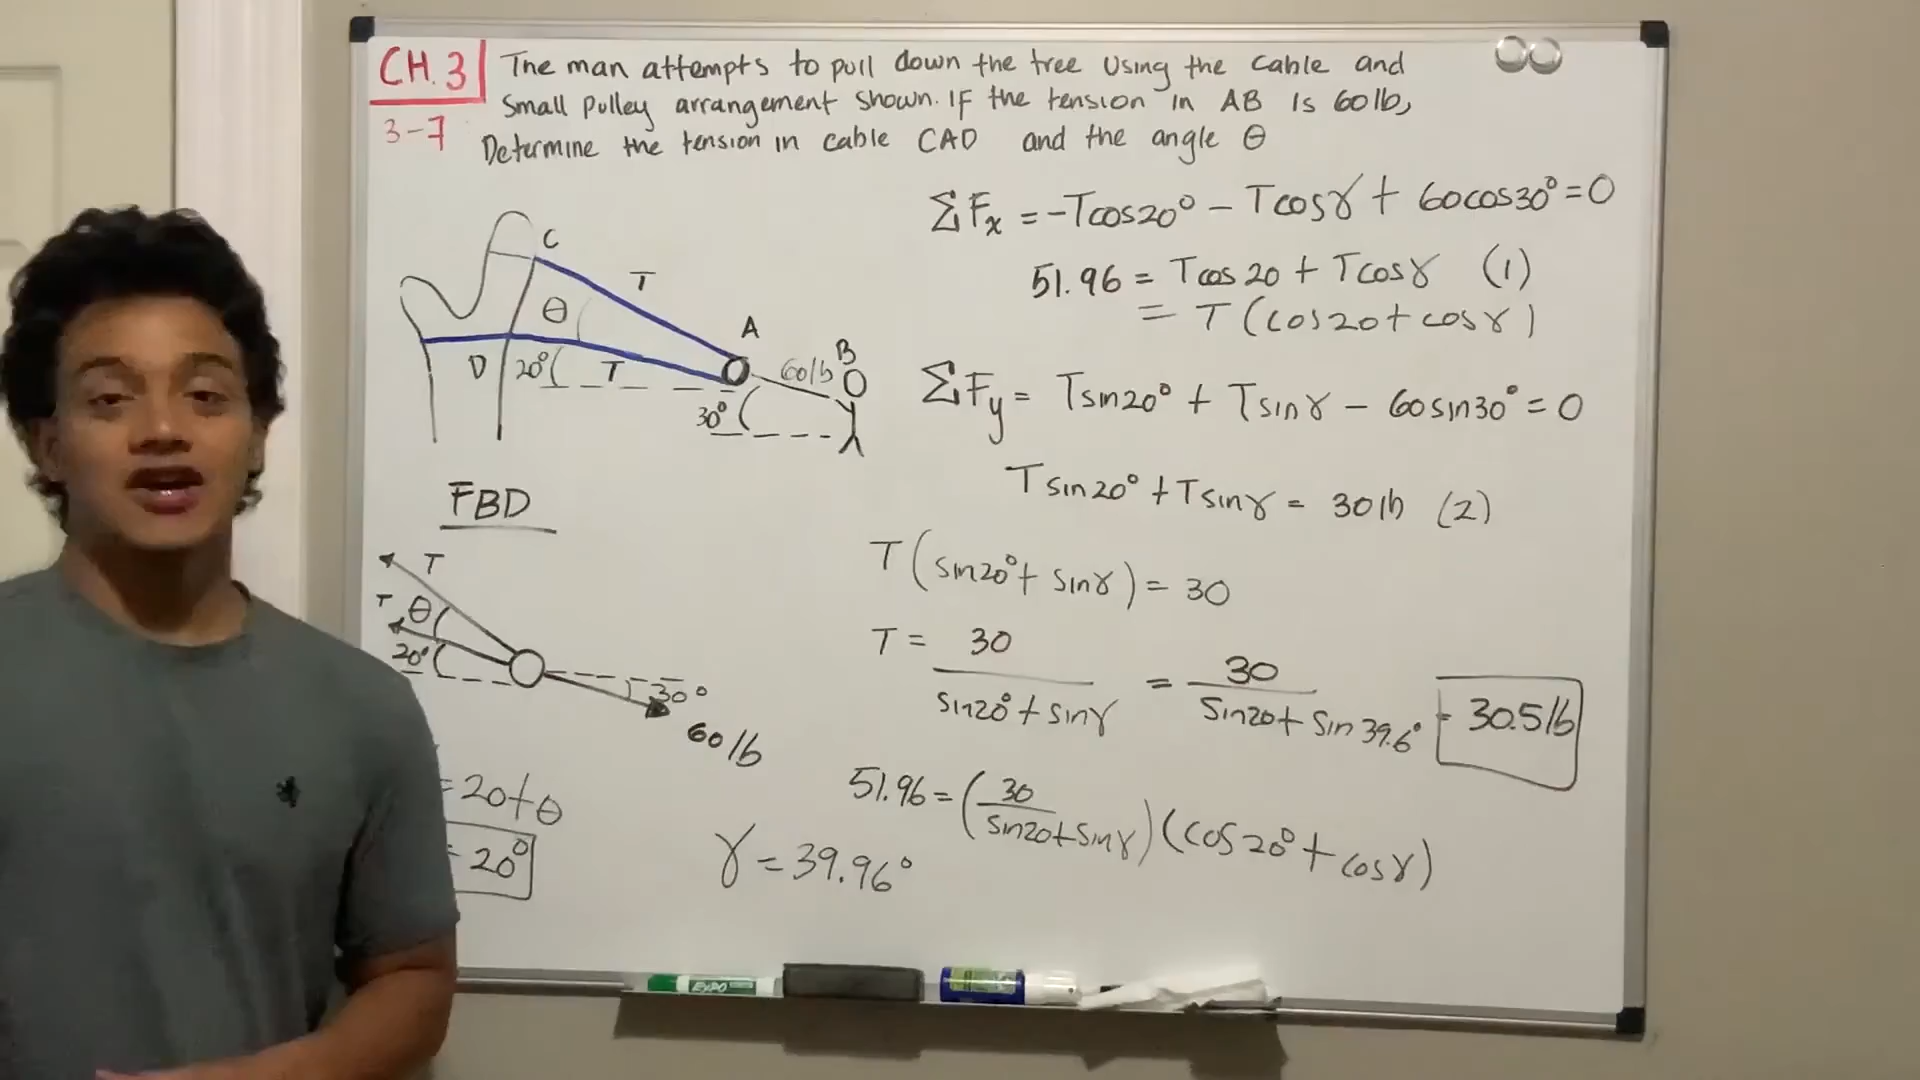 CH. 3
3-7
The man attempts to pull down the tree Using the Cable and
Small Pulley arrangement shown. IF the tension in AB is 60lb,
Determine the tension in cable CAD and the angle θ
C
T
θ
A
B
D
20°
T
60lb
30°
FBD
T
T
θ
20°
30°
60 lb
= 20+θ
= 20°
ΣFx = -Tcos20° - Tcosγ + 60cos30° = 0
51.96 = Tcos20 + Tcosγ (1)
= T(cos20+cosγ)
ΣFy = Tsin20° + Tsinγ - 60sin30° = 0
Tsin20° + Tsinγ = 30lb (2)
T(sin20° + sinγ) = 30
T = 30 / sin20° + sinγ = 30 / Sin20 + Sin39.6° = 30.5lb
51.96 = (30 / sin20+sinγ)(cos20° + cosγ)
γ = 39.96°
EXPO